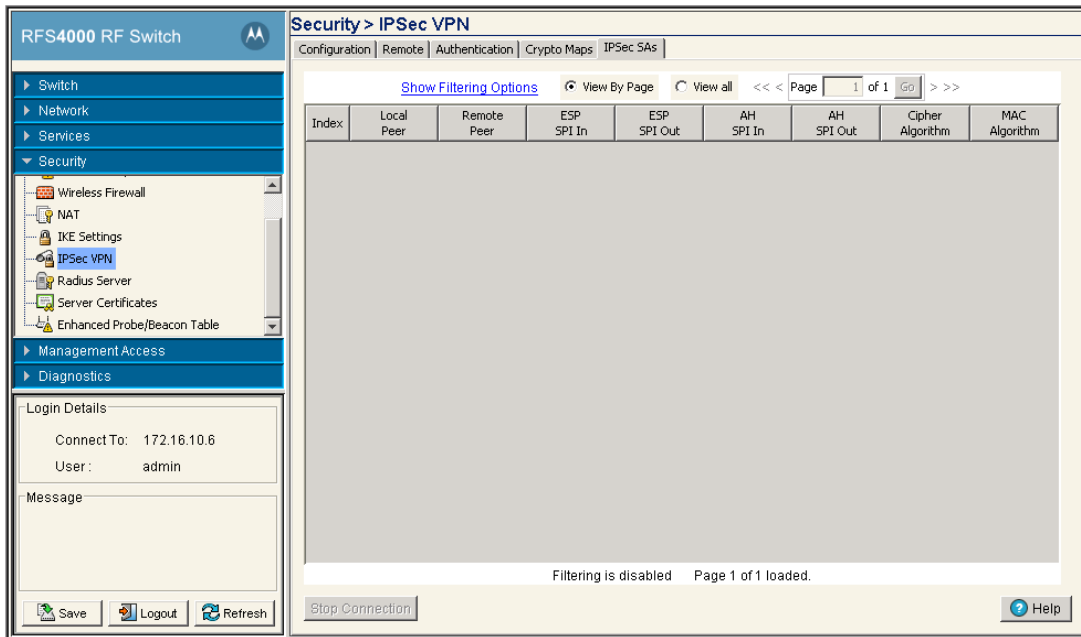 RFS4000 RF Switch
Switch
Network
Services
Security
Wireless Firewall
NAT
IKE Settings
IPSec VPN
Radius Server
Server Certificates
Enhanced Probe/Beacon Table
Management Access
Diagnostics
Login Details
Connect To: 172.16.10.6
User : admin
Message
Save Logout Refresh
Security > IPSec VPN
Configuration Remote Authentication Crypto Maps IPSec SAs
Show Filtering Options View By Page View all << < Page 1 of 1 Go > >>
Index Local Peer Remote Peer ESP SPI In ESP SPI Out AH SPI In AH SPI Out Cipher Algorithm MAC Algorithm
Filtering is disabled Page 1 of 1 loaded.
Stop Connection Help